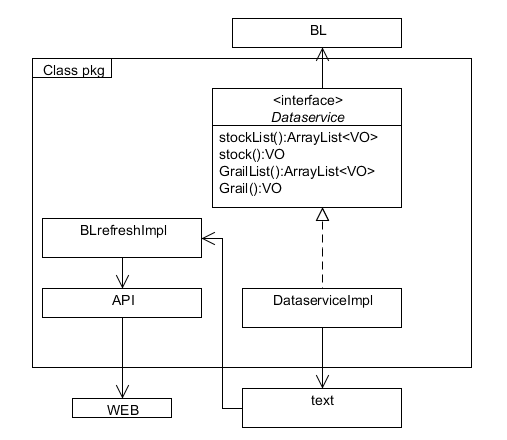 BL
Class pkg
<interface>
Dataservice
stockList():ArrayList<VO>
stock():VO
GrailList():ArrayList<VO>
Grail():VO
BLrefreshImpl
API
DataserviceImpl
text
WEB